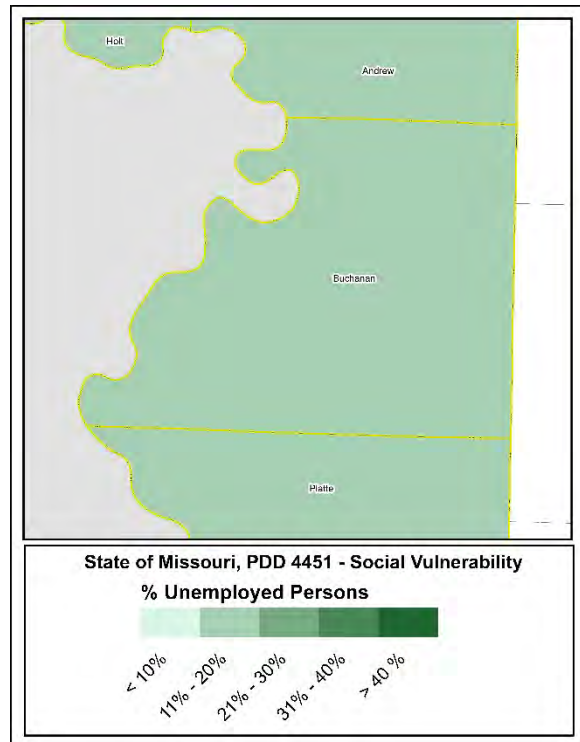 Holt
Andrew
Buchanan
Platte
State of Missouri, PDD 4451 - Social Vulnerability
% Unemployed Persons
< 10%
11% - 20%
21% - 30%
31% - 40%
> 40 %